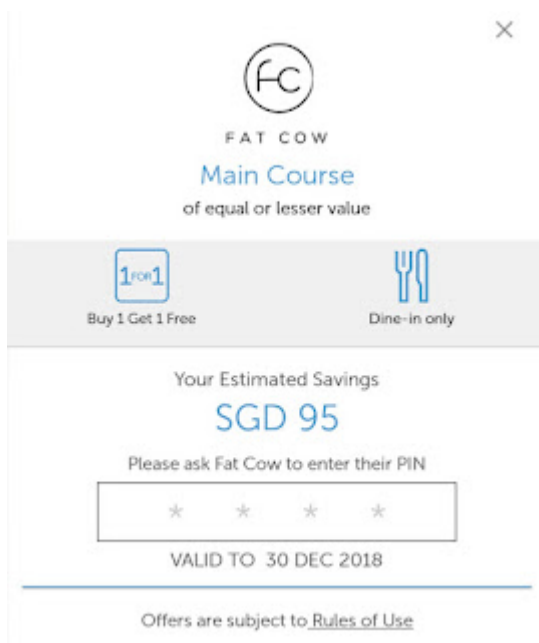 fc
FAT COW
Main Course
of equal or lesser value
1FOR1
Buy 1 Get 1 Free
Dine-in only
Your Estimated Savings
SGD 95
Please ask Fat Cow to enter their PIN
* * * *
VALID TO 30 DEC 2018
Offers are subject to Rules of Use